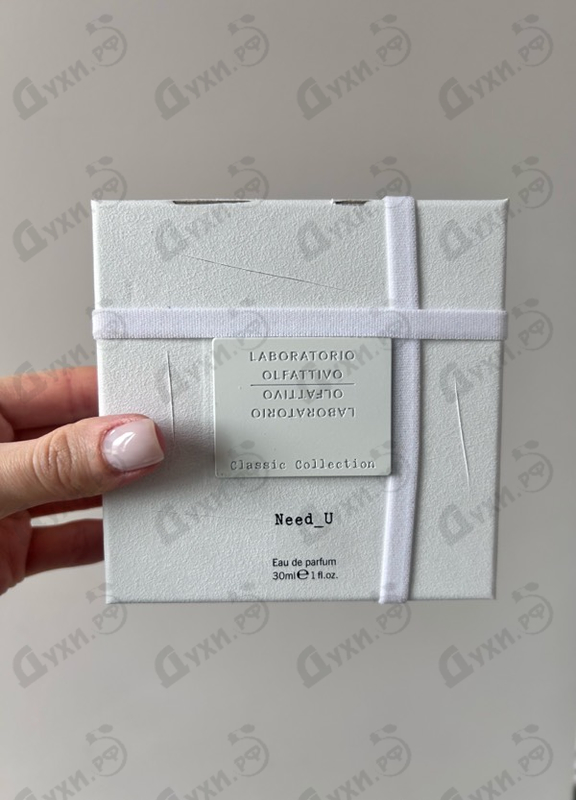 LABORATORIO
OLFATTIVO
OLFATTIVO
LABORATORIO
Classic Collection
Need_U
Eau de parfum
30ml℮1 fl.oz.
Духи.рф